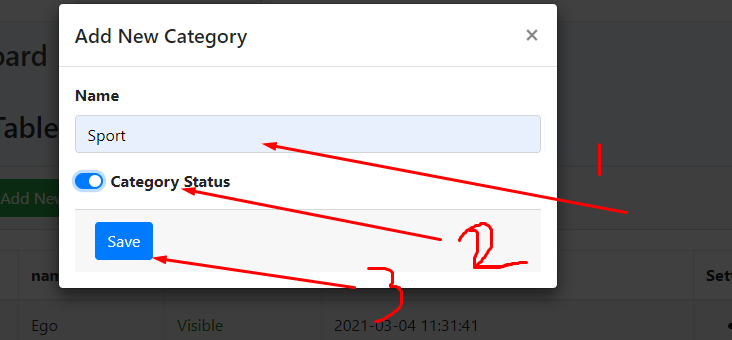 Add New Category ×
oard
Name
Table
Sport
1
Category Status
Add New
2
Save
3
nam
Sett
Ego Visible 2021-03-04 11:31:41